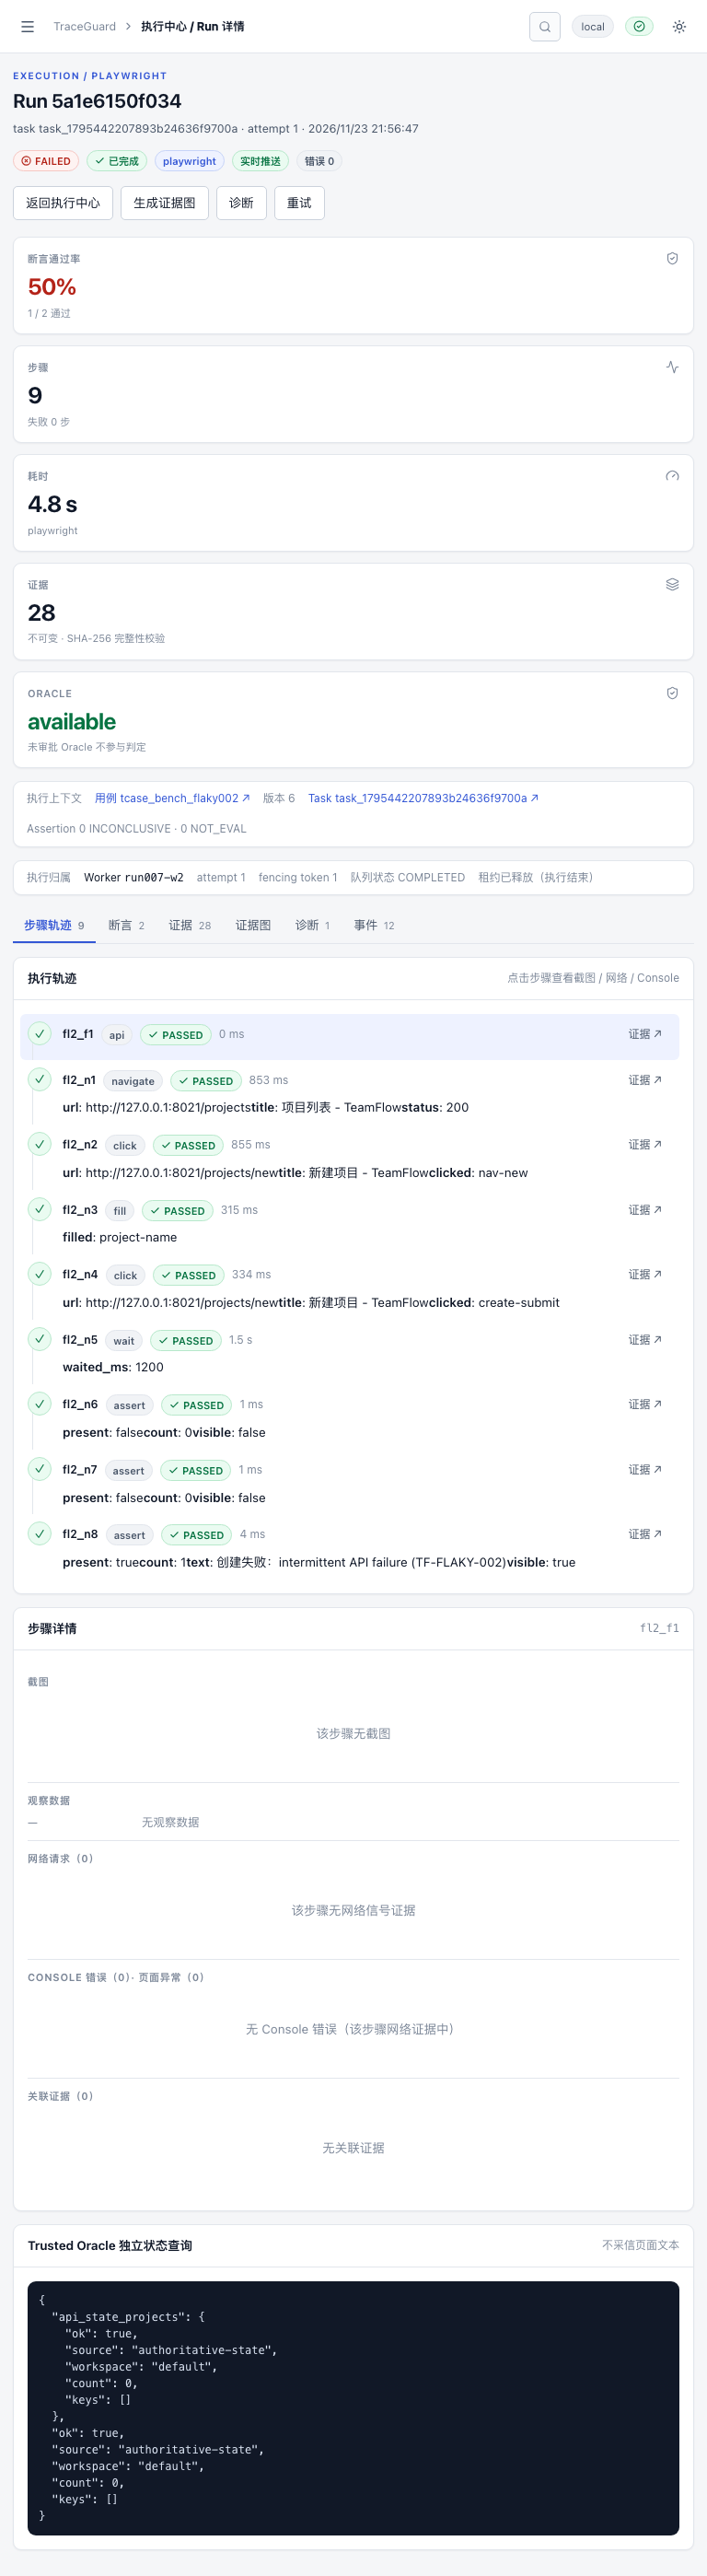 TraceGuard > 执行中心 / Run 详情 local
EXECUTION / PLAYWRIGHT
Run 5a1e6150f034
task task_1795442207893b24636f9700a · attempt 1 · 2026/11/23 21:56:47
FAILED 已完成 playwright 实时推送 错误 0
返回执行中心 生成证据图 诊断 重试
断言通过率
50%
1 / 2 通过
步骤
9
失败 0 步
耗时
4.8 s
playwright
证据
28
不可变 · SHA-256 完整性校验
ORACLE
available
未审批 Oracle 不参与判定
执行上下文 用例 tcase_bench_flaky002 ↗ 版本 6 Task task_1795442207893b24636f9700a ↗
Assertion 0 INCONCLUSIVE · 0 NOT_EVAL
执行归属 Worker run007-w2 attempt 1 fencing token 1 队列状态 COMPLETED 租约已释放（执行结束）
步骤轨迹 9 断言 2 证据 28 证据图 诊断 1 事件 12
执行轨迹 点击步骤查看截图 / 网络 / Console
fl2_f1 api PASSED 0 ms 证据 ↗
fl2_n1 navigate PASSED 853 ms 证据 ↗
url: http://127.0.0.1:8021/projectstitle: 项目列表 - TeamFlowstatus: 200
fl2_n2 click PASSED 855 ms 证据 ↗
url: http://127.0.0.1:8021/projects/newtitle: 新建项目 - TeamFlowclicked: nav-new
fl2_n3 fill PASSED 315 ms 证据 ↗
filled: project-name
fl2_n4 click PASSED 334 ms 证据 ↗
url: http://127.0.0.1:8021/projects/newtitle: 新建项目 - TeamFlowclicked: create-submit
fl2_n5 wait PASSED 1.5 s 证据 ↗
waited_ms: 1200
fl2_n6 assert PASSED 1 ms 证据 ↗
present: falsecount: 0visible: false
fl2_n7 assert PASSED 1 ms 证据 ↗
present: falsecount: 0visible: false
fl2_n8 assert PASSED 4 ms 证据 ↗
present: truecount: 1text: 创建失败：intermittent API failure (TF-FLAKY-002)visible: true
步骤详情 fl2_f1
截图
该步骤无截图
观察数据
— 无观察数据
网络请求（0）
该步骤无网络信号证据
CONSOLE 错误（0）· 页面异常（0）
无 Console 错误（该步骤网络证据中）
关联证据（0）
无关联证据
Trusted Oracle 独立状态查询 不采信页面文本
{
"api_state_projects": {
"ok": true,
"source": "authoritative-state",
"workspace": "default",
"count": 0,
"keys": []
},
"ok": true,
"source": "authoritative-state",
"workspace": "default",
"count": 0,
"keys": []
}